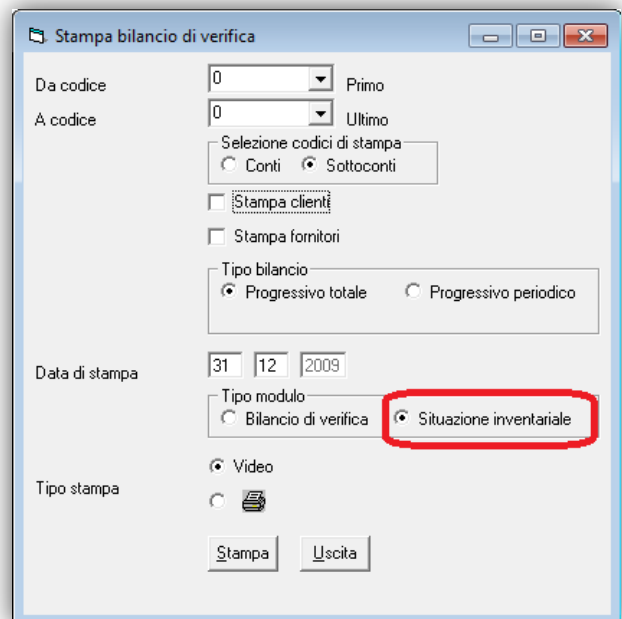 Stampa bilancio di verifica
Da codice 0 Primo
A codice 0 Ultimo
Selezione codici di stampa
Conti Sottoconti
Stampa clienti
Stampa fornitori
Tipo bilancio
Progressivo totale Progressivo periodico
Data di stampa 31 12 2009
Tipo modulo
Bilancio di verifica Situazione inventariale
Video
Tipo stampa
Stampa Uscita